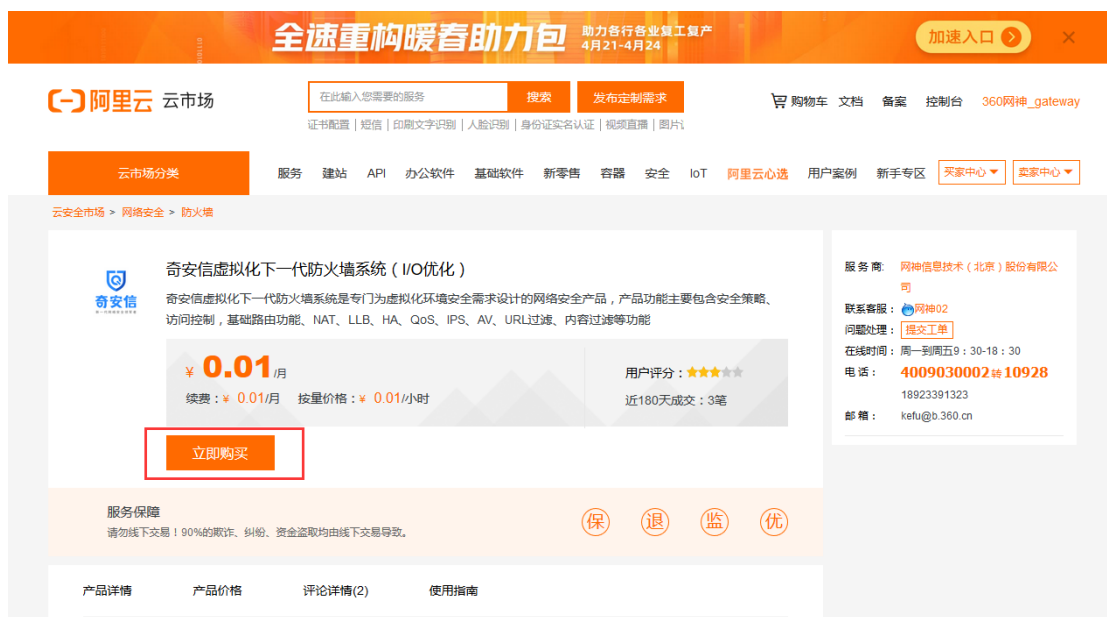 全速重构暖春助力包
助力各行各业复工复产
4月21-4月24
加速入口
阿里云 云市场
在此输入您需要的服务 搜索 发布定制需求
购物车 文档 备案 控制台 360网神_gateway
证书配置 | 短信 | 印刷文字识别 | 人脸识别 | 身份证实名认证 | 视频直播 | 图片
云市场分类 服务 建站 API 办公软件 基础软件 新零售 容器 安全 IoT 阿里云心选 用户案例 新手专区 买家中心 卖家中心
云安全市场 > 网络安全 > 防火墙
奇安信
奇安信虚拟化下一代防火墙系统（I/O优化）
奇安信虚拟化下一代防火墙系统是专门为虚拟化环境安全需求设计的网络安全产品，产品功能主要包含安全策略、
访问控制，基础路由功能、NAT、LLB、HA、QoS、IPS、AV、URL过滤、内容过滤等功能
¥ 0.01 /月
续费：¥ 0.01/月 按量价格：¥ 0.01/小时
用户评分：
近180天成交：3笔
立即购买
服务商: 网神信息技术（北京）股份有限公
司
联系客服： 网神02
问题处理： 提交工单
在线时间：周一到周五9：30-18：30
电话： 4009030002转10928
18923391323
邮箱： kefu@b.360.cn
服务保障
请勿线下交易！90%的欺诈、纠纷、资金盗取均由线下交易导致。
保 退 监 优
产品详情 产品价格 评论详情(2) 使用指南